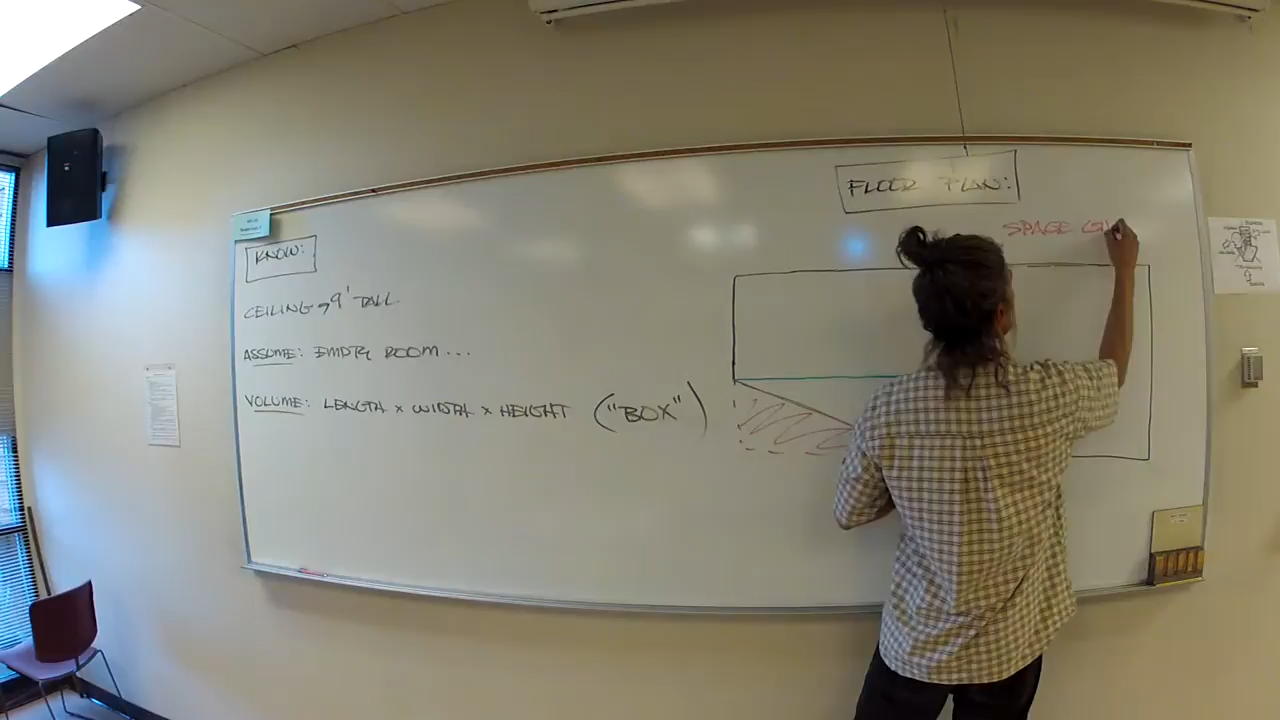 KNOW:
CEILING → 9' TALL
ASSUME: EMPTY ROOM...
VOLUME: LENGTH x WIDTH x HEIGHT ("BOX")
FLOOR PLAN:
SPACE